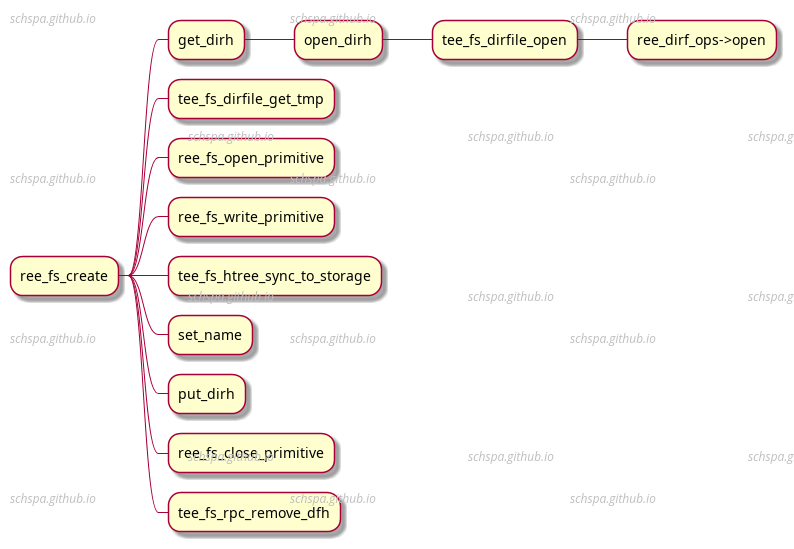 schspa.github.io schspa.github.io schspa.github.io
get_dirh open_dirh tee_fs_dirfile_open ree_dirf_ops->open
tee_fs_dirfile_get_tmp
schspa.github.io schspa.github.io schspa.g
ree_fs_open_primitive
schspa.github.io schspa.github.io schspa.github.io
ree_fs_write_primitive
ree_fs_create tee_fs_htree_sync_to_storage
schspa.github.io schspa.github.io schspa.g
set_name
schspa.github.io schspa.github.io schspa.github.io
put_dirh
ree_fs_close_primitive
schspa.github.io schspa.github.io schspa.g
schspa.github.io schspa.github.io schspa.github.io
tee_fs_rpc_remove_dfh